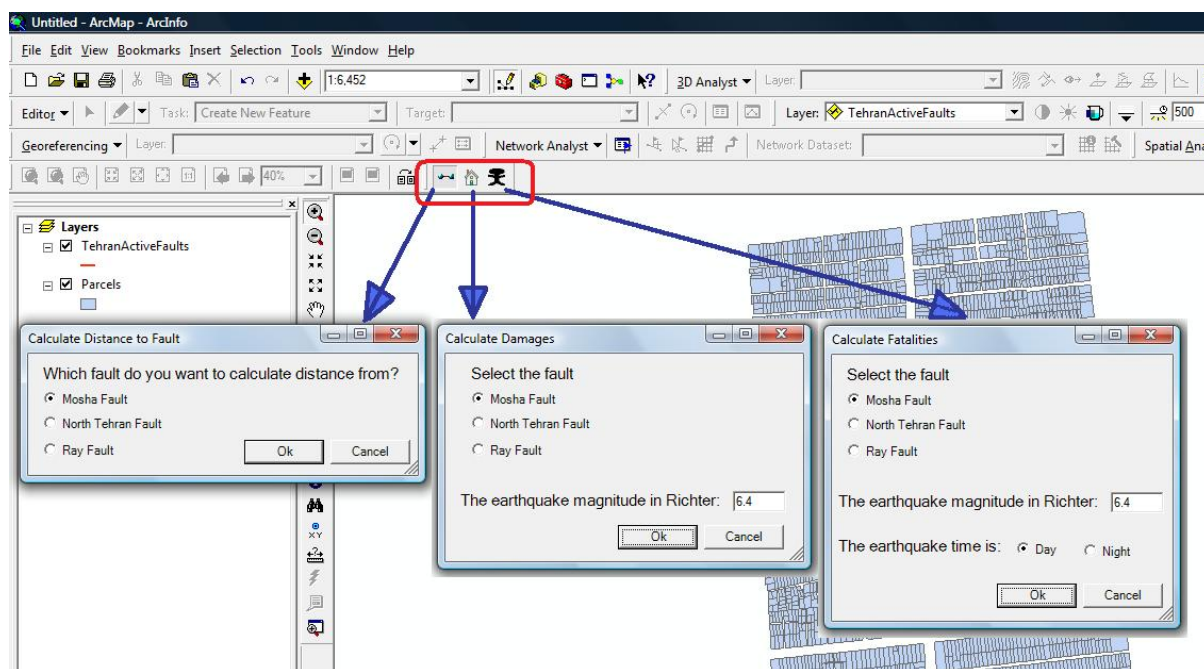 Untitled - ArcMap - ArcInfo
File Edit View Bookmarks Insert Selection Tools Window Help
1:6,452 3D Analyst Layer:
Editor Task: Create New Feature Target: Layer: TehranActiveFaults 500
Georeferencing Layer: Network Analyst Network Dataset: Spatial Ana
1:1 40%
Layers
TehranActiveFaults
Parcels
Calculate Distance to Fault
Which fault do you want to calculate distance from?
Mosha Fault
North Tehran Fault
Ray Fault
Ok Cancel
Calculate Damages
Select the fault
Mosha Fault
North Tehran Fault
Ray Fault
The earthquake magnitude in Richter: 6.4
Ok Cancel
Calculate Fatalities
Select the fault
Mosha Fault
North Tehran Fault
Ray Fault
The earthquake magnitude in Richter: 6.4
The earthquake time is: Day Night
Ok Cancel
XY